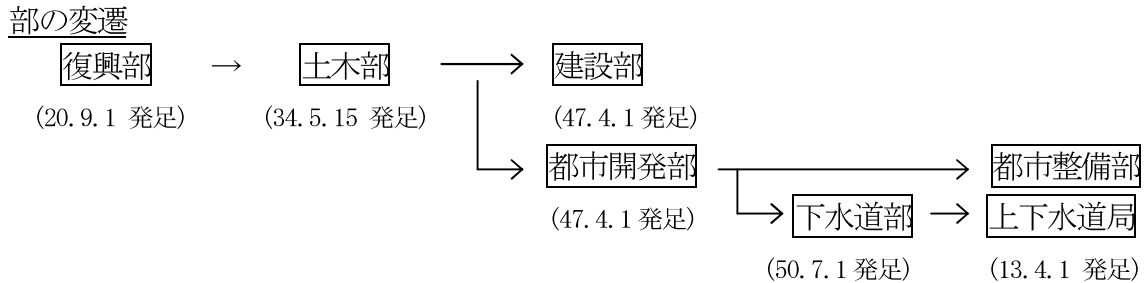 部の変遷
復興部 → 土木部 → 建設部
(20.9.1 発足) (34.5.15 発足) (47.4.1発足)
都市開発部 → 都市整備部
(47.4.1発足) 下水道部 → 上下水道局
(50.7.1発足) (13.4.1 発足)